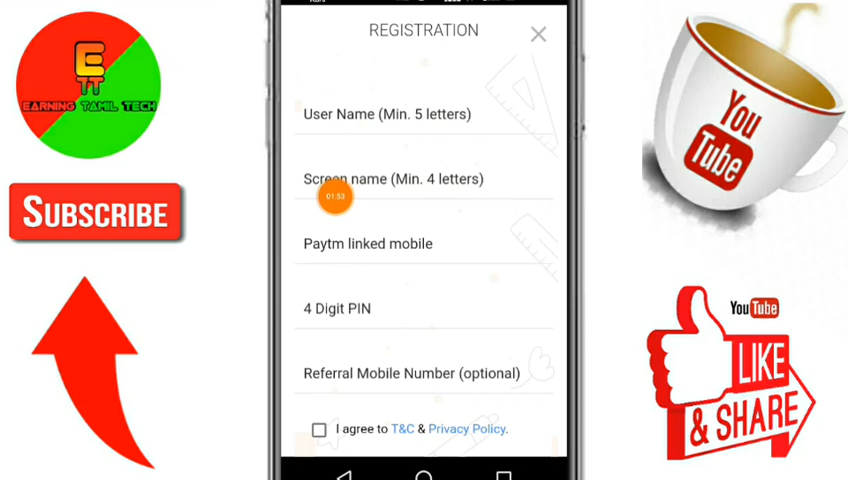 REGISTRATION
User Name (Min. 5 letters)
Screen name (Min. 4 letters)
01:53
Paytm linked mobile
4 Digit PIN
Referral Mobile Number (optional)
I agree to T&C & Privacy Policy.
E
TT
EARNING TAMIL TECH
SUBSCRIBE
You
Tube
YouTube
LIKE
& SHARE